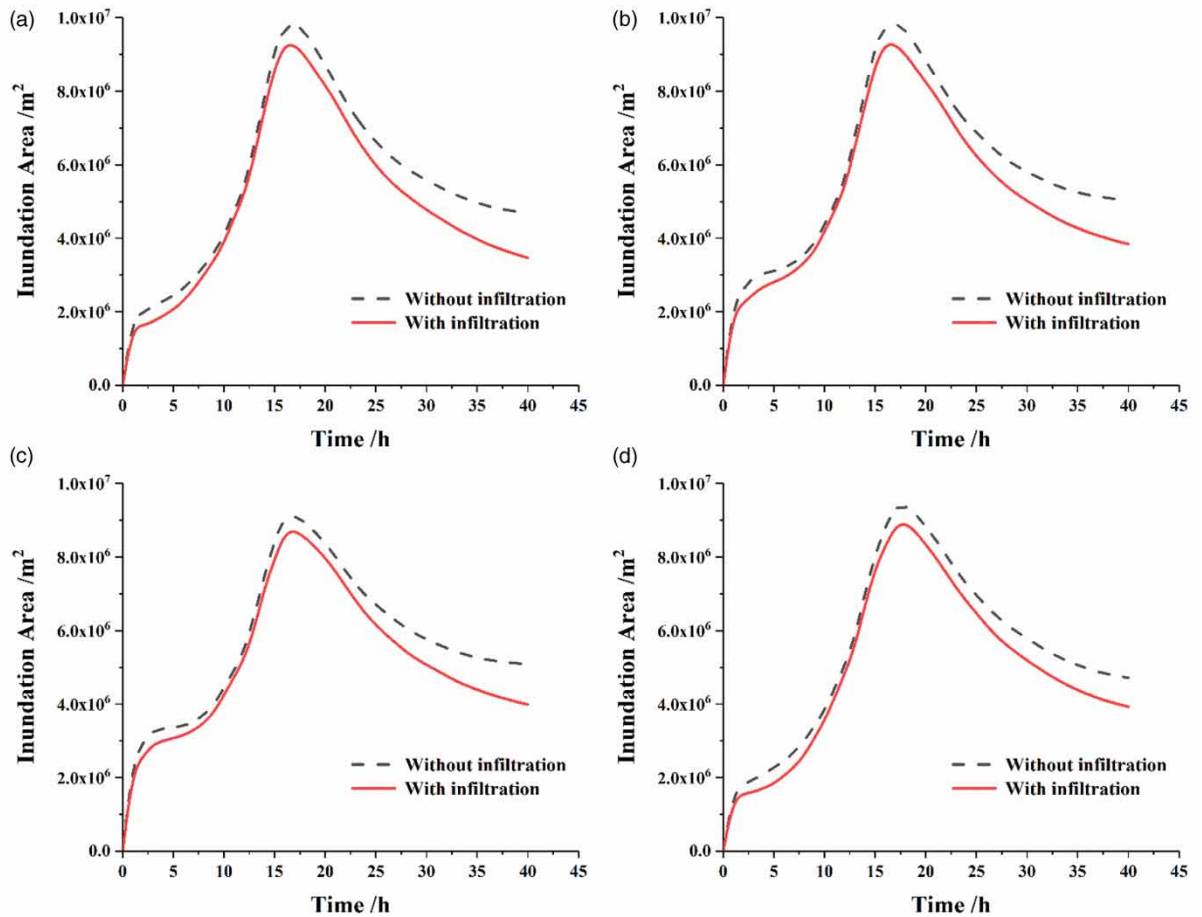 (a)
Inundation Area /m²
1.0x10⁷
8.0x10⁶
6.0x10⁶
4.0x10⁶
2.0x10⁶
0.0
Without infiltration
With infiltration
0 5 10 15 20 25 30 35 40 45
Time /h
(b)
Inundation Area /m²
1.0x10⁷
8.0x10⁶
6.0x10⁶
4.0x10⁶
2.0x10⁶
0.0
Without infiltration
With infiltration
0 5 10 15 20 25 30 35 40 45
Time /h
(c)
Inundation Area /m²
1.0x10⁷
8.0x10⁶
6.0x10⁶
4.0x10⁶
2.0x10⁶
0.0
Without infiltration
With infiltration
0 5 10 15 20 25 30 35 40 45
Time /h
(d)
Inundation Area /m²
1.0x10⁷
8.0x10⁶
6.0x10⁶
4.0x10⁶
2.0x10⁶
0.0
Without infiltration
With infiltration
0 5 10 15 20 25 30 35 40 45
Time /h